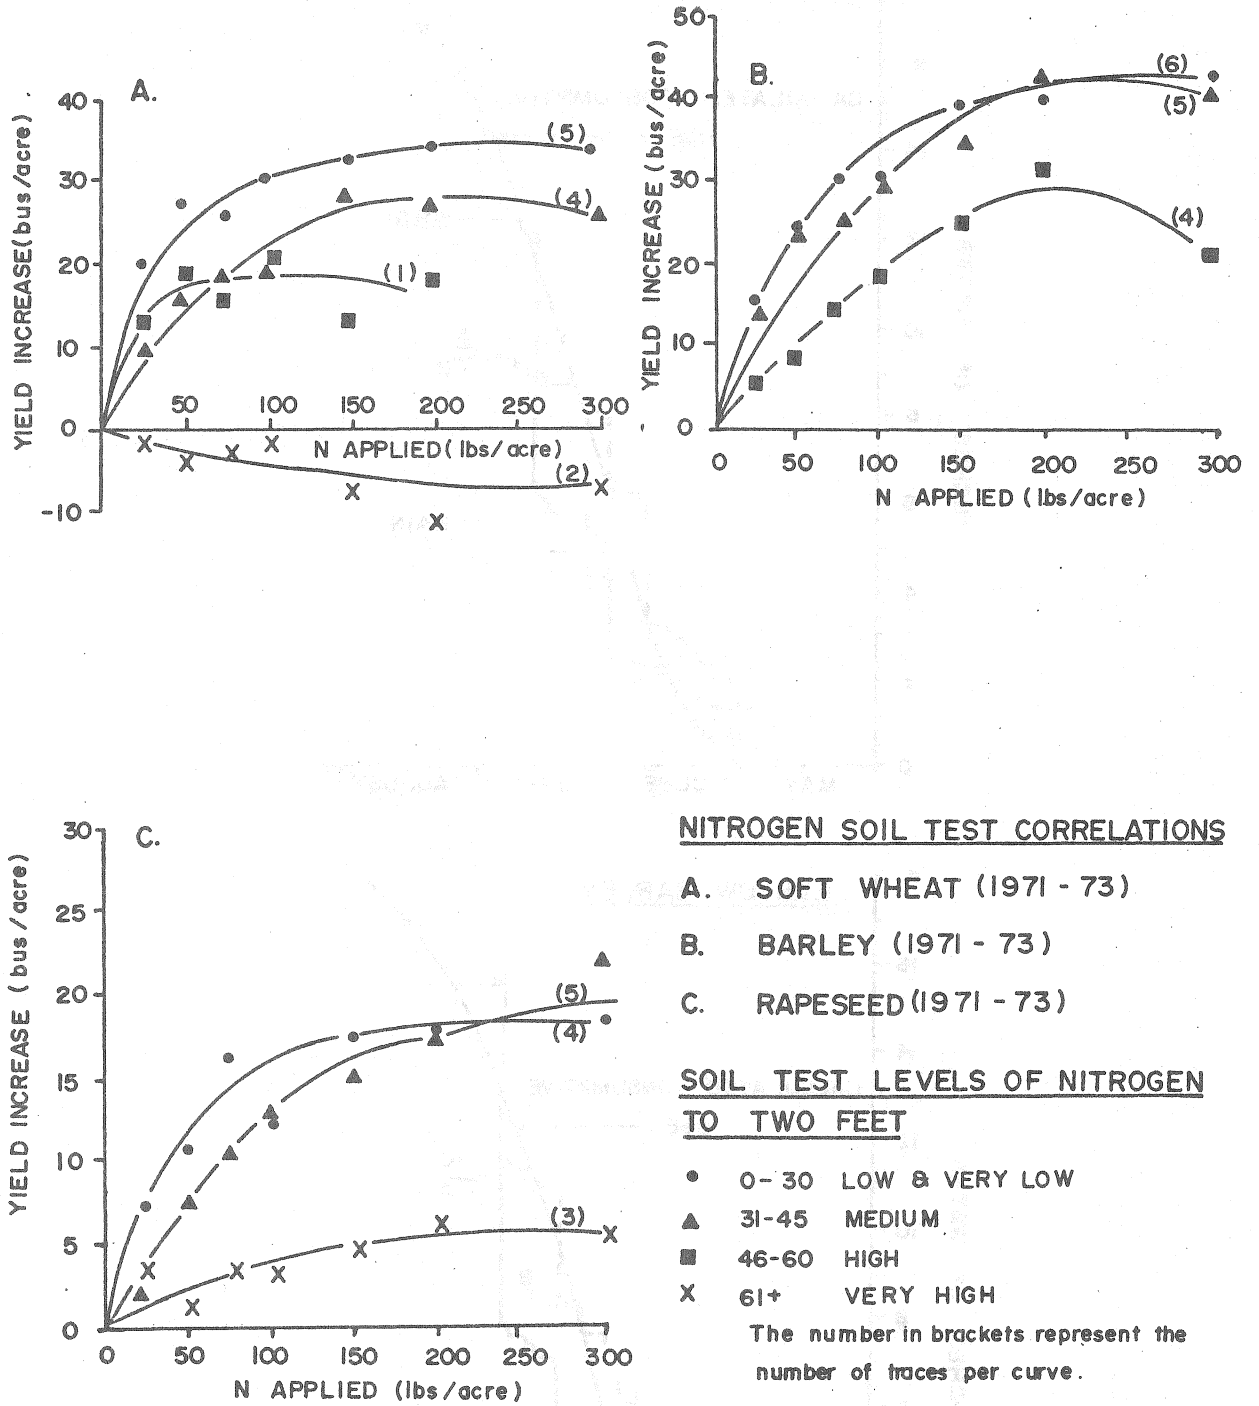 A.
YIELD INCREASE(bus/acre)
40
30
20
10
0
-10
(5)
(4)
(1)
50 100 150 200 250 300
N APPLIED(lbs/acre)
(2)
B.
YIELD INCREASE (bus/acre)
50
40
30
20
10
0
(6)
(5)
(4)
0 50 100 150 200 250 300
N APPLIED (lbs/acre)
C.
YIELD INCREASE (bus/acre)
30
25
20
15
10
5
0
(5)
(4)
(3)
0 50 100 150 200 250 300
N APPLIED (lbs/acre)
NITROGEN SOIL TEST CORRELATIONS
A. SOFT WHEAT (1971 - 73)
B. BARLEY (1971 - 73)
C. RAPESEED (1971 - 73)
SOIL TEST LEVELS OF NITROGEN
TO TWO FEET
0-30 LOW & VERY LOW
31-45 MEDIUM
46-60 HIGH
61+ VERY HIGH
The number in brackets represent the
number of traces per curve.